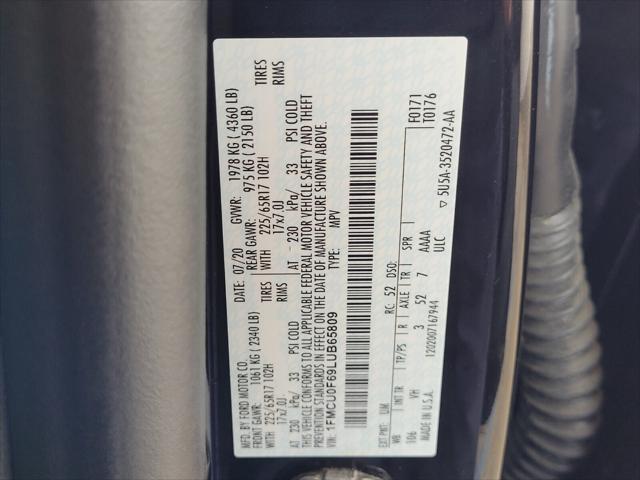 MFD. BY FORD MOTOR CO.
DATE: 07/20 GVWR: 1978 KG ( 4360 LB)
FRONT GAWR: 1061 KG ( 2340 LB) REAR GAWR: 975 KG ( 2150 LB)
WITH 225/65R17 102H TIRES WITH 225/65R17 102H TIRES
17x7.0J RIMS 17x7.0J RIMS
AT 230 kPa/ 33 PSI COLD AT 230 kPa/ 33 PSI COLD
THIS VEHICLE CONFORMS TO ALL APPLICABLE FEDERAL MOTOR VEHICLE SAFETY AND THEFT
PREVENTION STANDARDS IN EFFECT ON THE DATE OF MANUFACTURE SHOWN ABOVE.
VIN: 1FMCU0F69LUB65809 TYPE: MPV
EXT PNT: UM RC: 52 DSO: F0171
T0176
WB INT TR TP/PS R AXLE TR SPR
106 VH 3 52 7 AAAA
ULC
MADE IN U.S.A. 1202007167944 ▽ 5U5A-3520472-AA